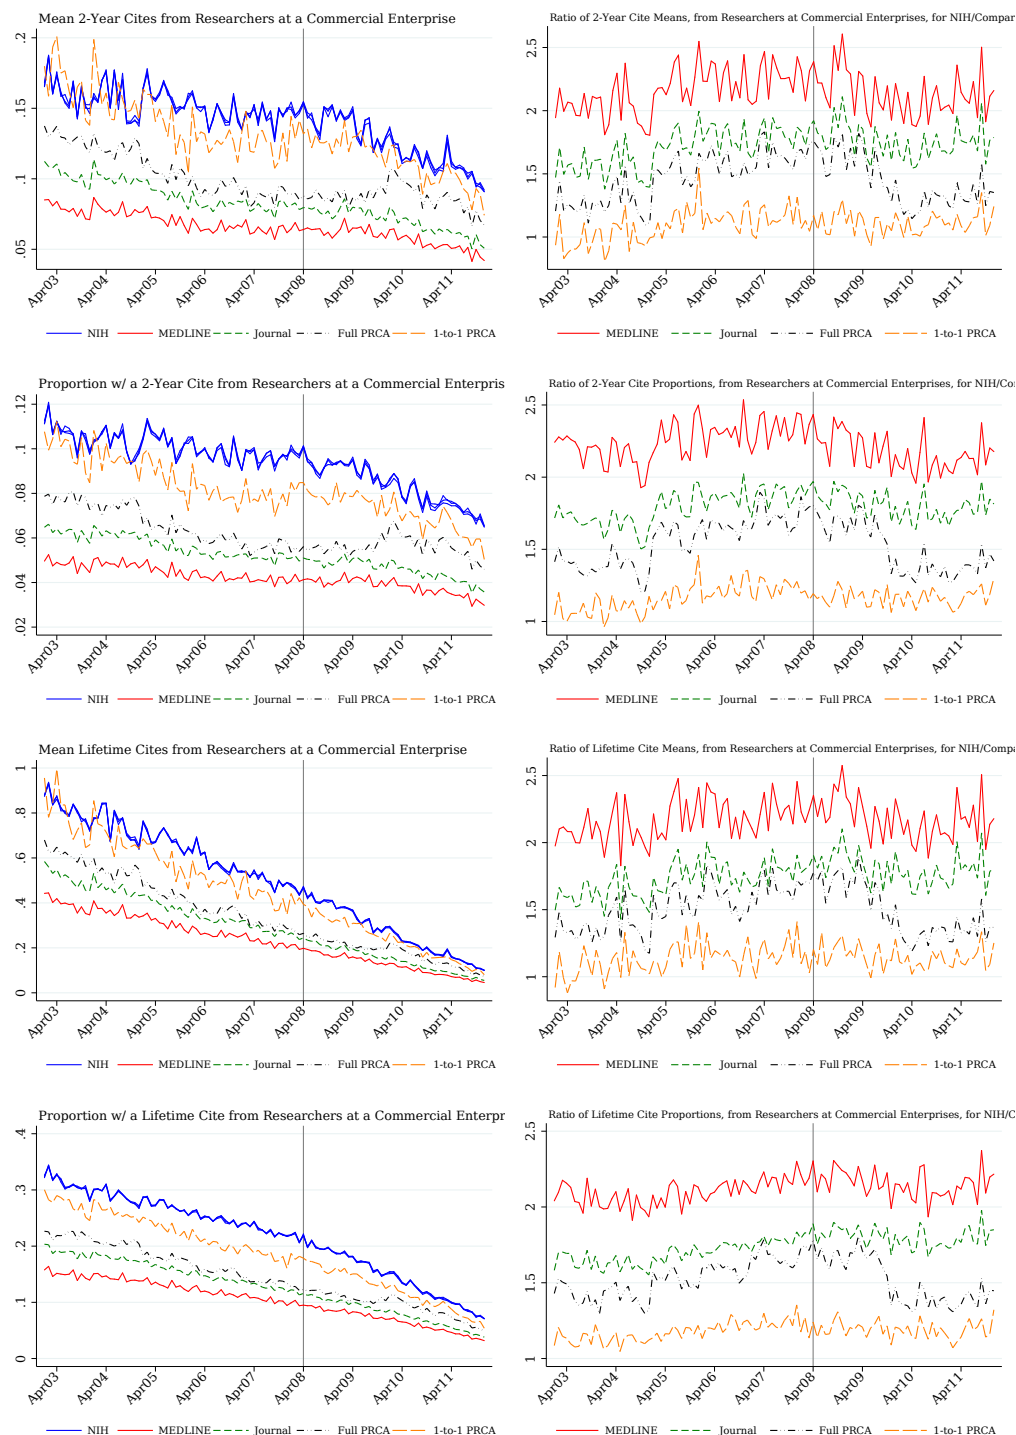 Mean 2-Year Cites from Researchers at a Commercial Enterprise
.2
.15
.1
.05
Apr03 Apr04 Apr05 Apr06 Apr07 Apr08 Apr09 Apr10 Apr11
NIH MEDLINE Journal Full PRCA 1-to-1 PRCA
Ratio of 2-Year Cite Means, from Researchers at Commercial Enterprises, for NIH/Compar
2.5
2
1.5
1
Apr03 Apr04 Apr05 Apr06 Apr07 Apr08 Apr09 Apr10 Apr11
MEDLINE Journal Full PRCA 1-to-1 PRCA
Proportion w/ a 2-Year Cite from Researchers at a Commercial Enterpris
.12
.1
.08
.06
.04
.02
Apr03 Apr04 Apr05 Apr06 Apr07 Apr08 Apr09 Apr10 Apr11
NIH MEDLINE Journal Full PRCA 1-to-1 PRCA
Ratio of 2-Year Cite Proportions, from Researchers at Commercial Enterprises, for NIH/Co
2.5
2
1.5
1
Apr03 Apr04 Apr05 Apr06 Apr07 Apr08 Apr09 Apr10 Apr11
MEDLINE Journal Full PRCA 1-to-1 PRCA
Mean Lifetime Cites from Researchers at a Commercial Enterprise
1
.8
.6
.4
.2
0
Apr03 Apr04 Apr05 Apr06 Apr07 Apr08 Apr09 Apr10 Apr11
NIH MEDLINE Journal Full PRCA 1-to-1 PRCA
Ratio of Lifetime Cite Means, from Researchers at Commercial Enterprises, for NIH/Compa
2.5
2
1.5
1
Apr03 Apr04 Apr05 Apr06 Apr07 Apr08 Apr09 Apr10 Apr11
MEDLINE Journal Full PRCA 1-to-1 PRCA
Proportion w/ a Lifetime Cite from Researchers at a Commercial Enterpr
.4
.3
.2
.1
0
Apr03 Apr04 Apr05 Apr06 Apr07 Apr08 Apr09 Apr10 Apr11
NIH MEDLINE Journal Full PRCA 1-to-1 PRCA
Ratio of Lifetime Cite Proportions, from Researchers at Commercial Enterprises, for NIH/C
2.5
2
1.5
1
Apr03 Apr04 Apr05 Apr06 Apr07 Apr08 Apr09 Apr10 Apr11
MEDLINE Journal Full PRCA 1-to-1 PRCA